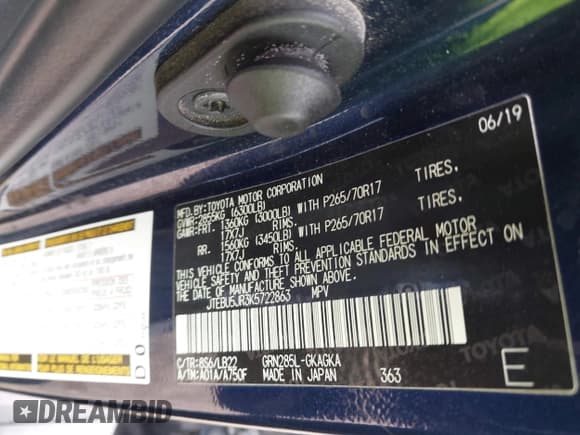 06/19
MFD.BY:TOYOTA MOTOR CORPORATION
GVWR: 2855KG (6300LB)
GAWR:FRT. 1360KG (3000LB) WITH P265/70R17 TIRES,
17X7J RIMS.
RR. 1560KG (3450LB) WITH P265/70R17 TIRES,
17X7J RIMS.
THIS VEHICLE CONFORMS TO ALL APPLICABLE FEDERAL MOTOR
VEHICLE SAFETY AND THEFT PREVENTION STANDARDS IN EFFECT ON
THE DATE OF MANUFACTURE SHOWN ABOVE.
JTEBU5JR3K5722863 MPV
C/TR:8S6/LB22 GRN285L-GKAGKA
A/TM:A01A/A750F MADE IN JAPAN 363 E
DREAMBID